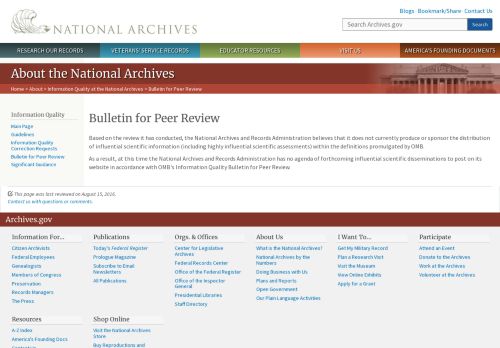 NATIONAL ARCHIVES
Blogs · Bookmark/Share · Contact Us
Search Archives.gov
Search
RESEARCH OUR RECORDS
VETERANS' SERVICE RECORDS
EDUCATOR RESOURCES
VISIT US
AMERICA'S FOUNDING DOCUMENTS
About the National Archives
Home > About > Information Quality at the National Archives > Bulletin for Peer Review
Information Quality
Main Page
Guidelines
Information Quality
Correction Requests
Bulletin for Peer Review
Significant Guidance
Bulletin for Peer Review
Based on the review it has conducted, the National Archives and Records Administration believes that it does not currently produce or sponsor the distribution
of influential scientific information (including highly influential scientific assessments) within the definitions promulgated by OMB.
As a result, at this time the National Archives and Records Administration has no agenda of forthcoming influential scientific disseminations to post on its
website in accordance with OMB's Information Quality Bulletin for Peer Review.
This page was last reviewed on August 15, 2016.
Contact us with questions or comments.
Archives.gov
Information For…
Citizen Archivists
Federal Employees
Genealogists
Members of Congress
Preservation
Records Managers
The Press
Publications
Today's Federal Register
Prologue Magazine
Subscribe to Email
Newsletters
All Publications
Orgs. & Offices
Center for Legislative
Archives
Federal Records Center
Office of the Federal Register
Office of the Inspector
General
Presidential Libraries
Staff Directory
About Us
What is the National Archives?
National Archives by the
Numbers
Doing Business with Us
Plans and Reports
Open Government
Our Plain Language Activities
I Want To…
Get My Military Record
Plan a Research Visit
Visit the Museum
View Online Exhibits
Apply for a Grant
Participate
Attend an Event
Donate to the Archives
Work at the Archives
Volunteer at the Archives
Resources
A-Z Index
America's Founding Docs
Shop Online
Visit the National Archives
Store
Buy Reproductions and